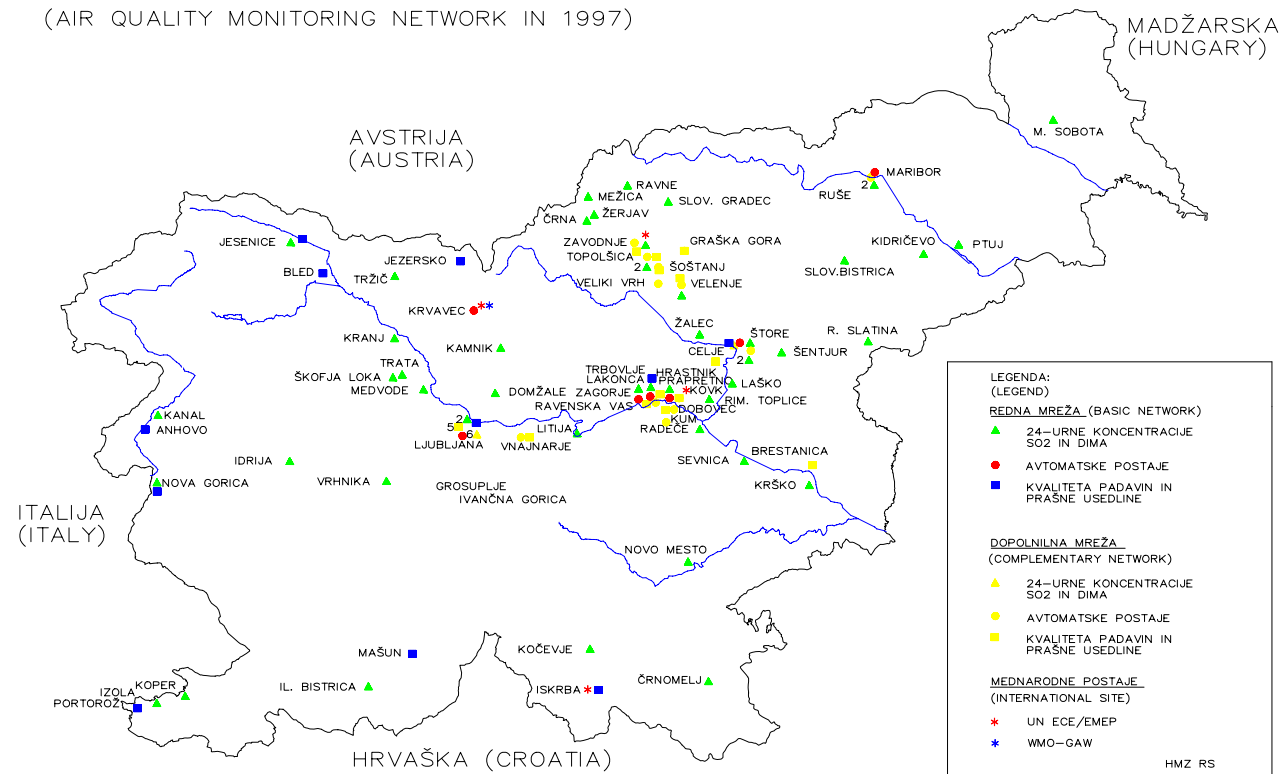 (AIR QUALITY MONITORING NETWORK IN 1997)
MADŽARSKA
(HUNGARY)
M. SOBOTA
AVSTRIJA
(AUSTRIA)
MARIBOR
2
RUŠE
RAVNE
MEŽICA
SLOV. GRADEC
ŽERJAV
ČRNA
ZAVODNJE
GRAŠKA GORA
TOPOLŠICA
2
ŠOŠTANJ
VELIKI VRH
VELENJE
KIDRIČEVO
PTUJ
SLOV.BISTRICA
JESENICE
JEZERSKO
BLED
TRŽIČ
KRVAVEC
KRANJ
KAMNIK
ŽALEC
ŠTORE
R. SLATINA
CELJE
2
ŠENTJUR
TRATA
ŠKOFJA LOKA
MEDVODE
TRBOVLJE
HRASTNIK
LAKONCA
PRAPRETNO
LAŠKO
DOMŽALE
ZAGORJE
KOVK
RAVENSKA VAS
RIM. TOPLICE
DOBOVEC
KUM
RADEČE
KANAL
ANHOVO
2
5
6
LJUBLJANA
LITIJA
VNAJNARJE
IDRIJA
VRHNIKA
GROSUPLJE
IVANČNA GORICA
SEVNICA
BRESTANICA
KRŠKO
NOVA GORICA
ITALIJA
(ITALY)
NOVO MESTO
MAŠUN
KOČEVJE
IL. BISTRICA
ISKRBA
ČRNOMELJ
KOPER
IZOLA
PORTOROŽ
HRVAŠKA (CROATIA)
LEGENDA:
(LEGEND)
REDNA MREŽA (BASIC NETWORK)
24-URNE KONCENTRACIJE
SO2 IN DIMA
AVTOMATSKE POSTAJE
KVALITETA PADAVIN IN
PRAŠNE USEDLINE
DOPOLNILNA MREŽA
(COMPLEMENTARY NETWORK)
24-URNE KONCENTRACIJE
SO2 IN DIMA
AVTOMATSKE POSTAJE
KVALITETA PADAVIN IN
PRAŠNE USEDLINE
MEDNARODNE POSTAJE
(INTERNATIONAL SITE)
UN ECE/EMEP
WMO-GAW
HMZ RS